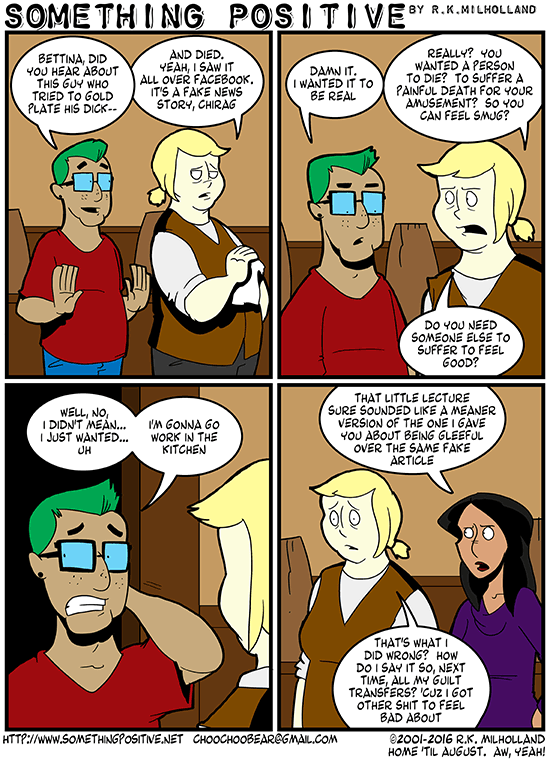 SOMETHING POSITIVE BY R.K.MILHOLLAND
BETTINA, DID
YOU HEAR ABOUT
THIS GUY WHO
TRIED TO GOLD
PLATE HIS DICK--
AND DIED.
YEAH, I SAW IT
ALL OVER FACEBOOK.
IT'S A FAKE NEWS
STORY, CHIRAG
DAMN IT.
I WANTED IT TO
BE REAL
REALLY? YOU
WANTED A PERSON
TO DIE? TO SUFFER A
PAINFUL DEATH FOR YOUR
AMUSEMENT? SO YOU
CAN FEEL SMUG?
DO YOU NEED
SOMEONE ELSE TO
SUFFER TO FEEL
GOOD?
WELL, NO,
I DIDN'T MEAN...
I JUST WANTED...
UH
I'M GONNA GO
WORK IN THE
KITCHEN
THAT LITTLE LECTURE
SURE SOUNDED LIKE A MEANER
VERSION OF THE ONE I GAVE
YOU ABOUT BEING GLEEFUL
OVER THE SAME FAKE
ARTICLE
THAT'S WHAT I
DID WRONG? HOW
DO I SAY IT SO, NEXT
TIME, ALL MY GUILT
TRANSFERS? 'CUZ I GOT
OTHER SHIT TO FEEL
BAD ABOUT
HTTP://WWW.SOMETHINGPOSITIVE.NET CHOOCHOOBEAR@GMAIL.COM
©2001-2016 R.K. MILHOLLAND
HOME 'TIL AUGUST. AW, YEAH!